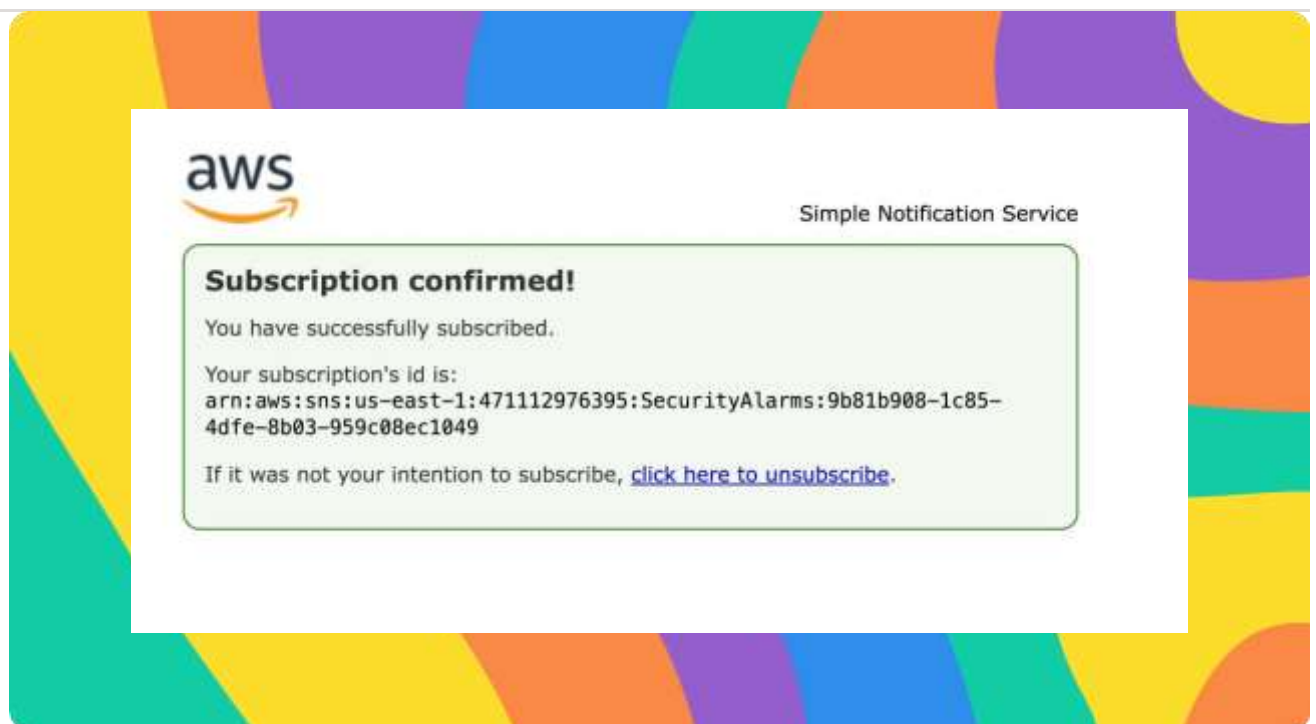 aws
Simple Notification Service
Subscription confirmed!
You have successfully subscribed.
Your subscription's id is:
arn:aws:sns:us-east-1:471112976395:SecurityAlarms:9b81b908-1c85-
4dfe-8b03-959c08ec1049
If it was not your intention to subscribe, click here to unsubscribe.